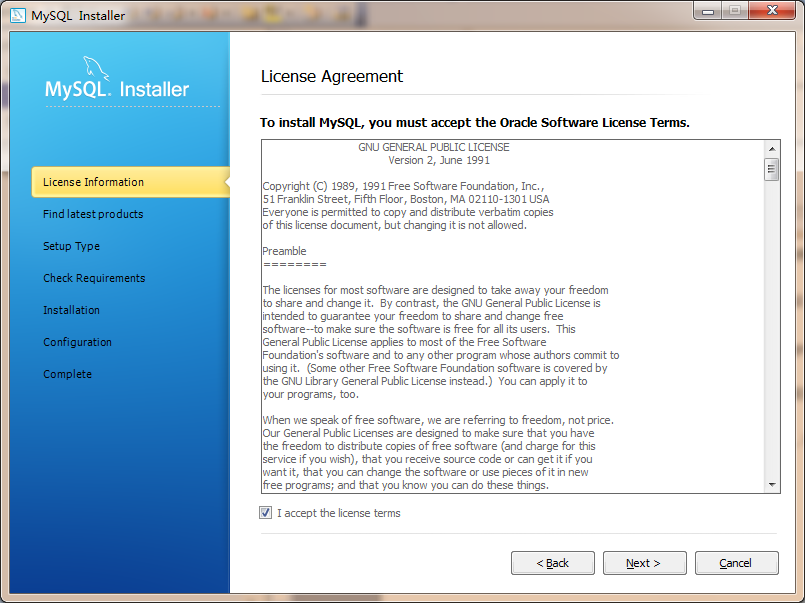 MySQL Installer
MySQL. Installer
License Information
Find latest products
Setup Type
Check Requirements
Installation
Configuration
Complete
License Agreement
To install MySQL, you must accept the Oracle Software License Terms.
GNU GENERAL PUBLIC LICENSE
Version 2, June 1991
Copyright (C) 1989, 1991 Free Software Foundation, Inc.,
51 Franklin Street, Fifth Floor, Boston, MA 02110-1301 USA
Everyone is permitted to copy and distribute verbatim copies
of this license document, but changing it is not allowed.
Preamble
========
The licenses for most software are designed to take away your freedom
to share and change it.  By contrast, the GNU General Public License is
intended to guarantee your freedom to share and change free
software--to make sure the software is free for all its users.  This
General Public License applies to most of the Free Software
Foundation's software and to any other program whose authors commit to
using it.  (Some other Free Software Foundation software is covered by
the GNU Library General Public License instead.)  You can apply it to
your programs, too.
When we speak of free software, we are referring to freedom, not price.
Our General Public Licenses are designed to make sure that you have
the freedom to distribute copies of free software (and charge for this
service if you wish), that you receive source code or can get it if you
want it, that you can change the software or use pieces of it in new
free programs; and that you know you can do these things.
I accept the license terms
< Back
Next >
Cancel